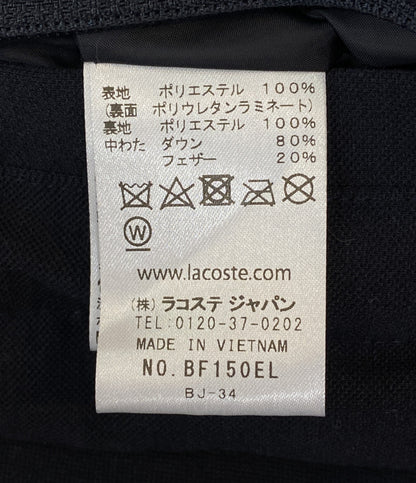 表地 ポリエステル 100%
(裏面 ポリウレタンラミネート)
裏地 ポリエステル 100%
中わた ダウン 80%
フェザー 20%
W
www.lacoste.com
(株) ラコステ ジャパン
TEL:0120-37-0202
MADE IN VIETNAM
NO. BF150EL
BJ-34